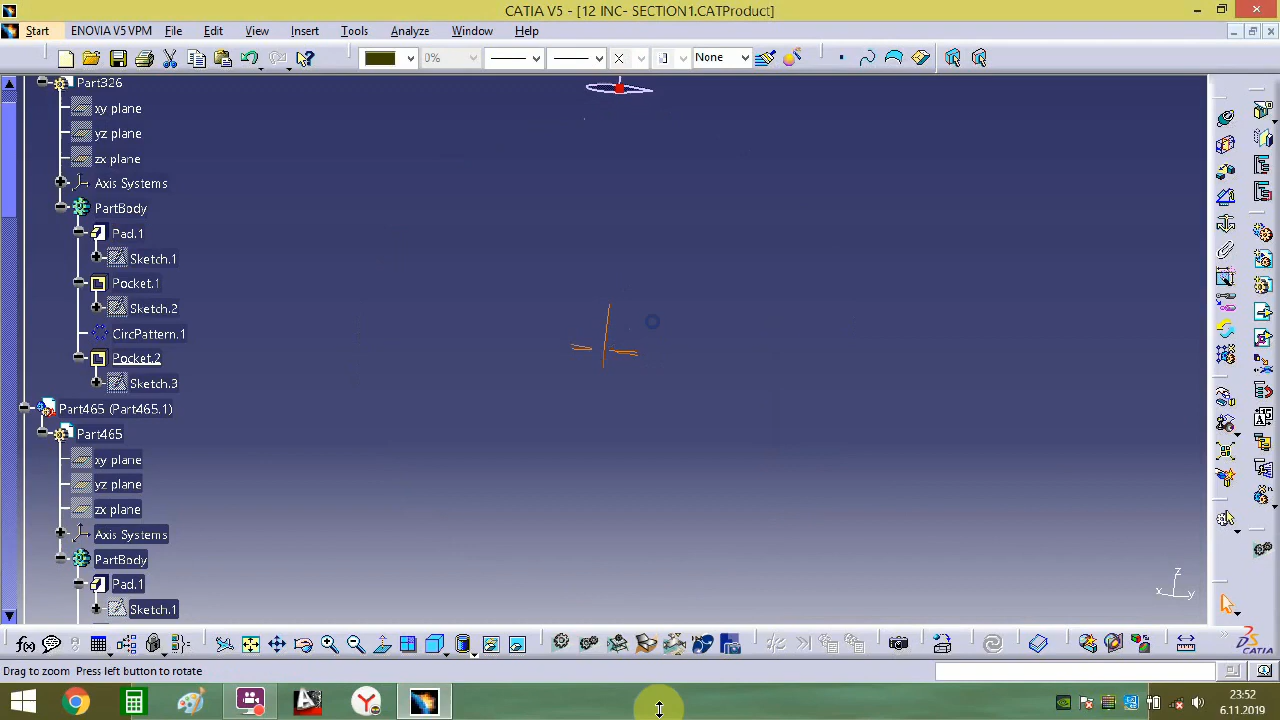 CATIA V5 - [12 INC- SECTION1.CATProduct]
Start ENOVIA V5 VPM File Edit View Insert Tools Analyze Window Help
0% None
Part326
xy plane
yz plane
zx plane
Axis Systems
PartBody
Pad.1
Sketch.1
Pocket.1
Sketch.2
CircPattern.1
Pocket.2
Sketch.3
Part465 (Part465.1)
Part465
xy plane
yz plane
zx plane
Axis Systems
PartBody
Pad.1
Sketch.1
z
x y
CATIA
Drag to zoom Press left button to rotate
23:52
6.11.2019